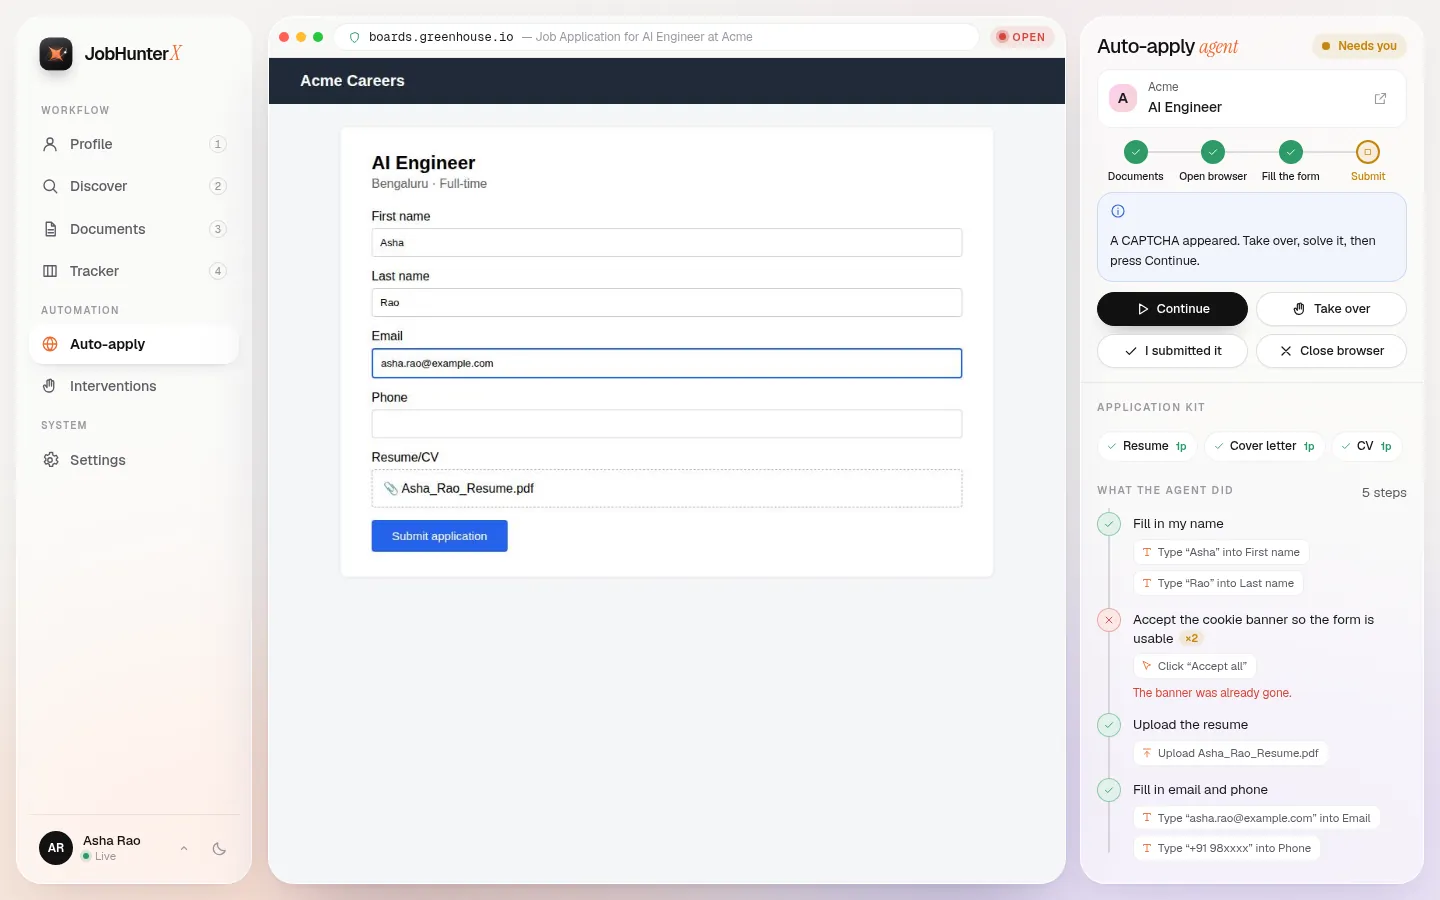 JobHunterX
WORKFLOW
Profile 1
Discover 2
Documents 3
Tracker 4
AUTOMATION
Auto-apply
Interventions
SYSTEM
Settings
AR
Asha Rao
Live
boards.greenhouse.io — Job Application for AI Engineer at Acme
OPEN
Acme Careers
AI Engineer
Bengaluru · Full-time
First name
Asha
Last name
Rao
Email
asha.rao@example.com
Phone
Resume/CV
Asha_Rao_Resume.pdf
Submit application
Auto-apply agent
Needs you
A
Acme
AI Engineer
Documents Open browser Fill the form Submit
A CAPTCHA appeared. Take over, solve it, then
press Continue.
Continue Take over
I submitted it Close browser
APPLICATION KIT
Resume 1p Cover letter 1p CV 1p
WHAT THE AGENT DID 5 steps
Fill in my name
Type “Asha” into First name
Type “Rao” into Last name
Accept the cookie banner so the form is
usable ×2
Click “Accept all”
The banner was already gone.
Upload the resume
Upload Asha_Rao_Resume.pdf
Fill in email and phone
Type “asha.rao@example.com” into Email
Type “+91 98xxxx” into Phone